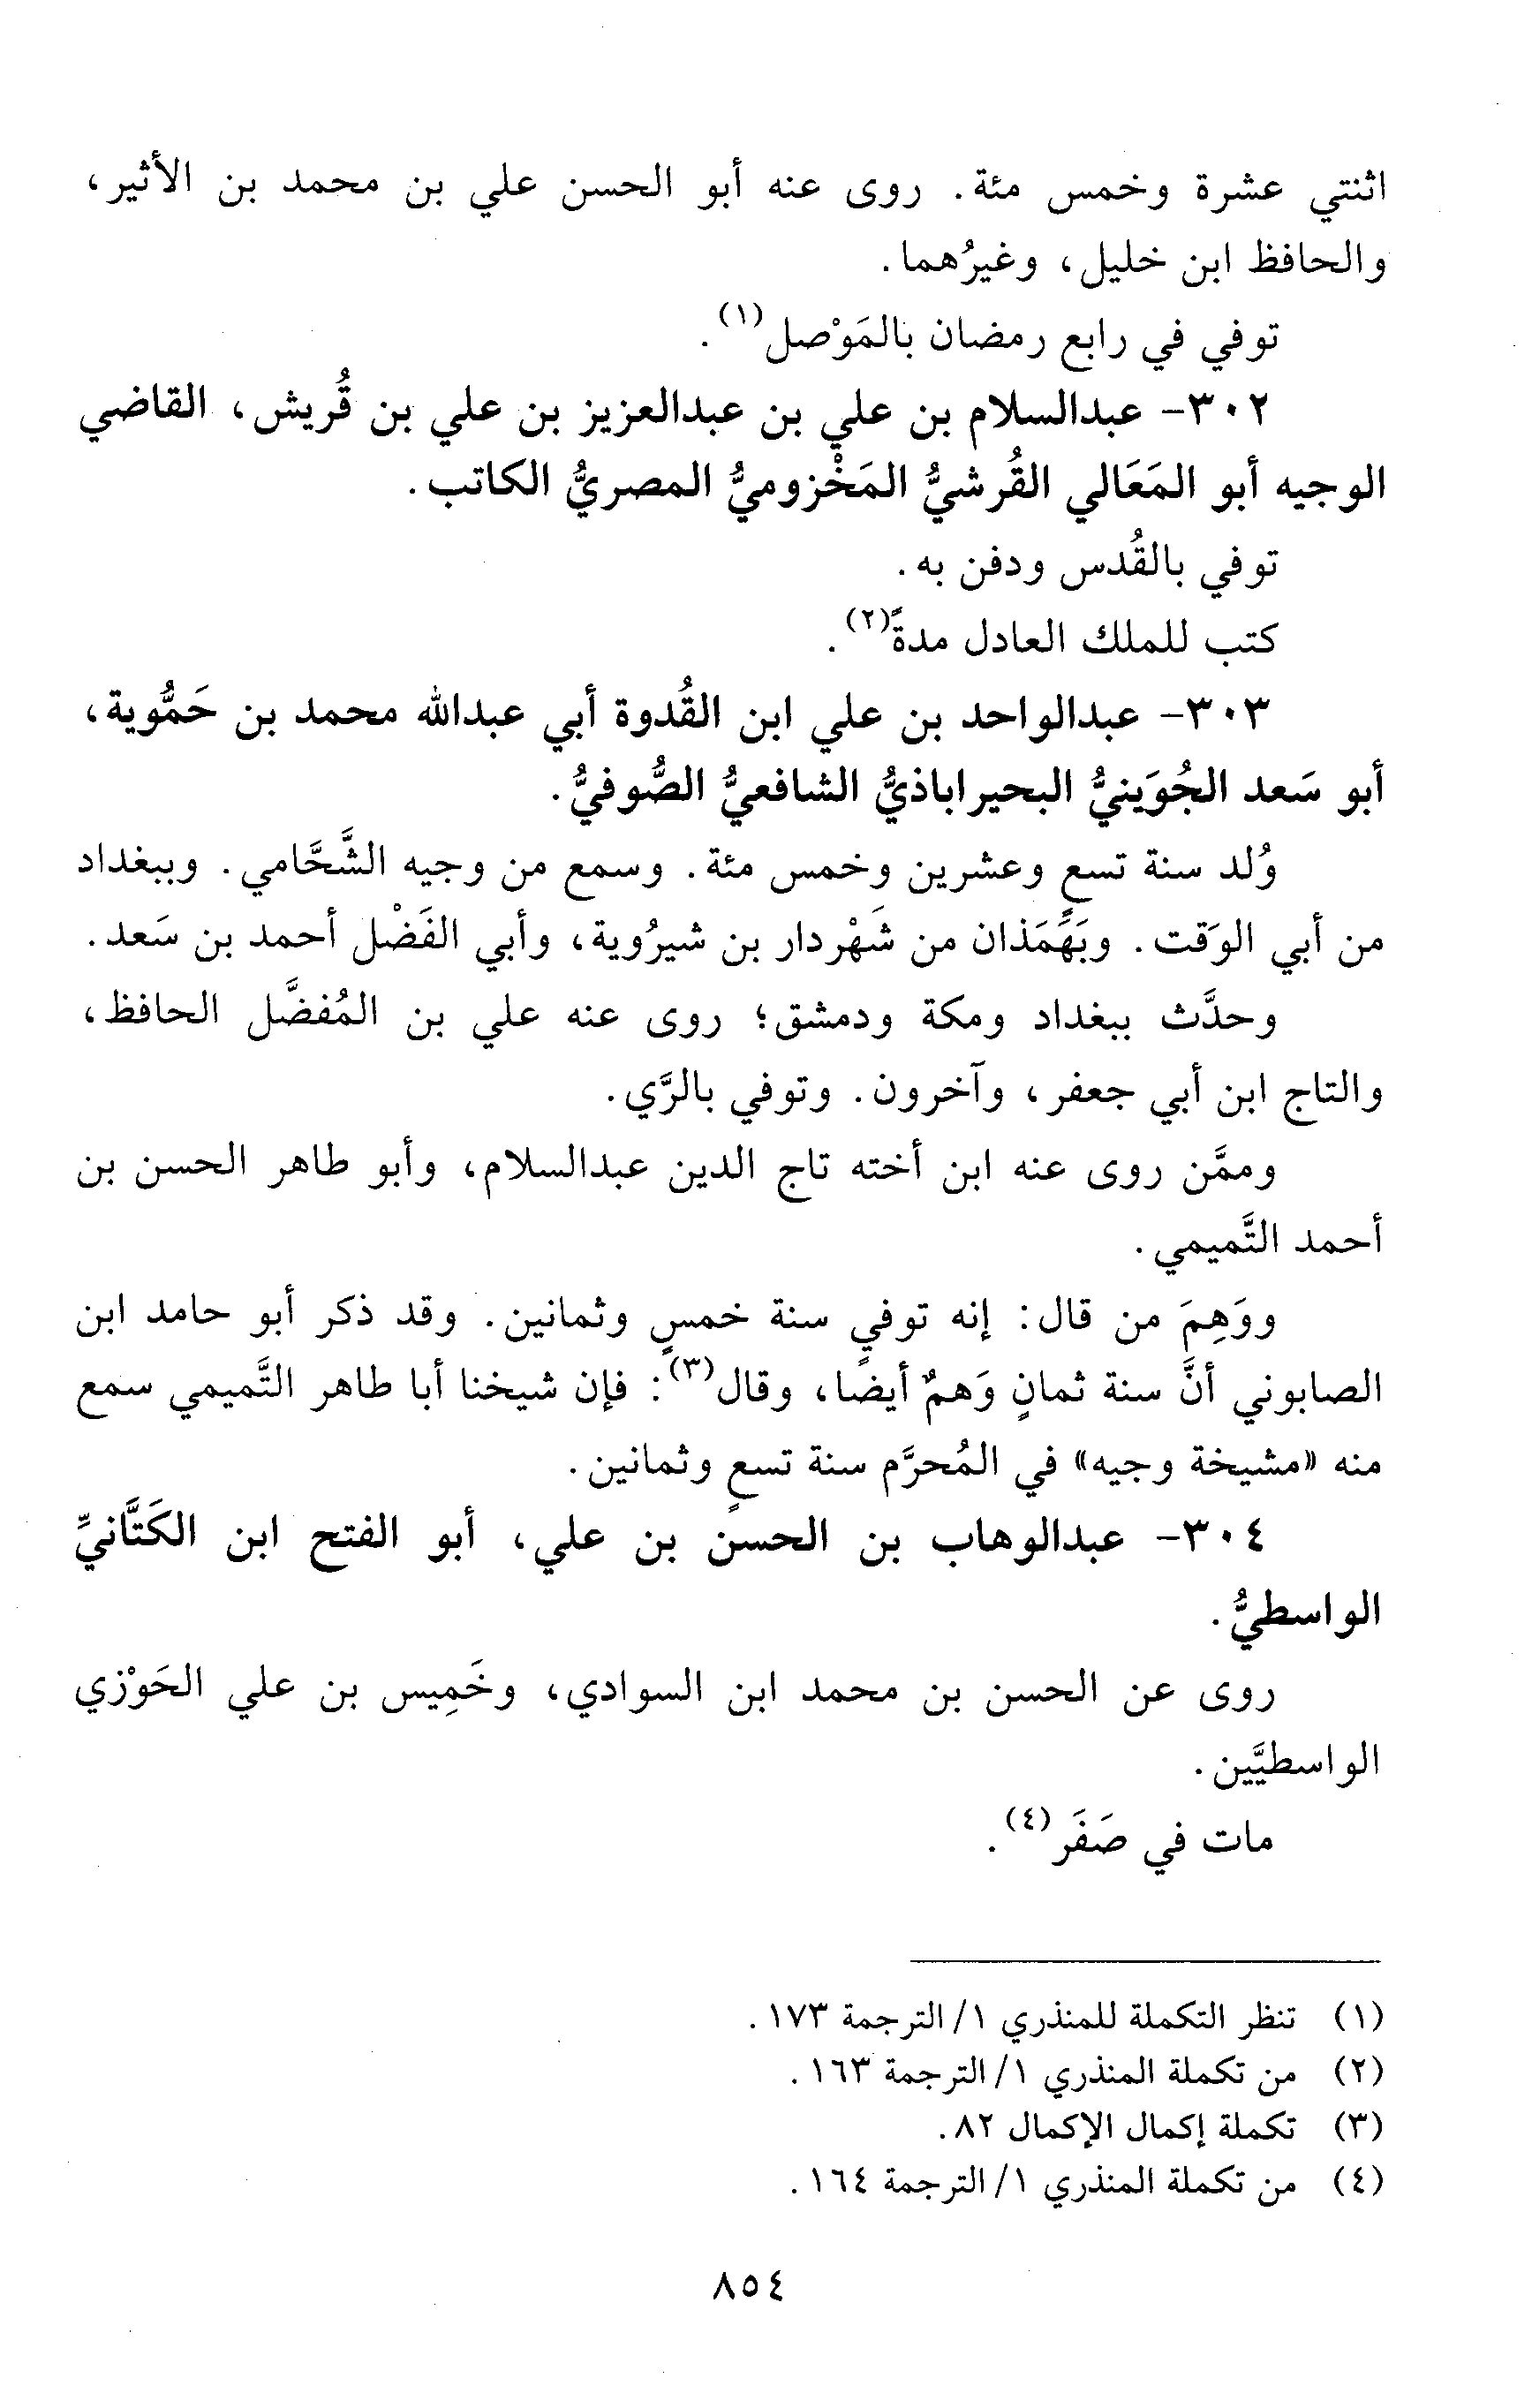 اثنتي عشرة وخمس مئة. روى عنه أبو الحسن علي بن محمد بن الأثير،
والحافظ ابن خليل، وغيرُهما.
توفي في رابع رمضان بالمَوْصل(١).
٣٠٢- عبدالسلام بن علي بن عبدالعزيز بن علي بن قُريش، القاضي
الوجيه أبو المَعَالي القُرشيُّ المَخْزوميُّ المصريُّ الكاتب.
توفي بالقُدس ودفن به.
كتب للملك العادل مدةً(٢).
٣٠٣- عبدالواحد بن علي ابن القُدوة أبي عبدالله محمد بن حَمُّوية،
أبو سَعد الجُوَينيُّ البحيراباذيُّ الشافعيُّ الصُّوفيُّ.
وُلد سنة تسعٍ وعشرين وخمس مئة. وسمع من وجيه الشَّحَّامي. وببغداد
من أبي الوَقت. وبَهَمَذان من شَهْردار بن شيرُوية، وأبي الفَضْل أحمد بن سَعد.
وحدَّث ببغداد ومكة ودمشق؛ روى عنه علي بن المُفضَّل الحافظ،
والتاج ابن أبي جعفر، وآخرون. وتوفي بالرَّي.
وممَّن روى عنه ابن أخته تاج الدين عبدالسلام، وأبو طاهر الحسن بن
أحمد التَّميمي.
ووَهِمَ من قال: إنه توفي سنة خمسٍ وثمانين. وقد ذكر أبو حامد ابن
الصابوني أنَّ سنة ثمانٍ وَهمٌ أيضًا، وقال(٣): فإن شيخنا أبا طاهر التَّميمي سمع
منه «مشيخة وجيه» في المُحرَّم سنة تسعٍ وثمانين.
٣٠٤- عبدالوهاب بن الحسن بن علي، أبو الفتح ابن الكَتَّانيِّ
الواسطيُّ.
روى عن الحسن بن محمد ابن السوادي، وخَمِيس بن علي الحَوْزي
الواسطيَّين.
مات في صَفَر(٤).
(١) تنظر التكملة للمنذري ١/ الترجمة ١٧٣.
(٢) من تكملة المنذري ١/ الترجمة ١٦٣.
(٣) تكملة إكمال الإكمال ٨٢.
(٤) من تكملة المنذري ١/ الترجمة ١٦٤.
٨٥٤